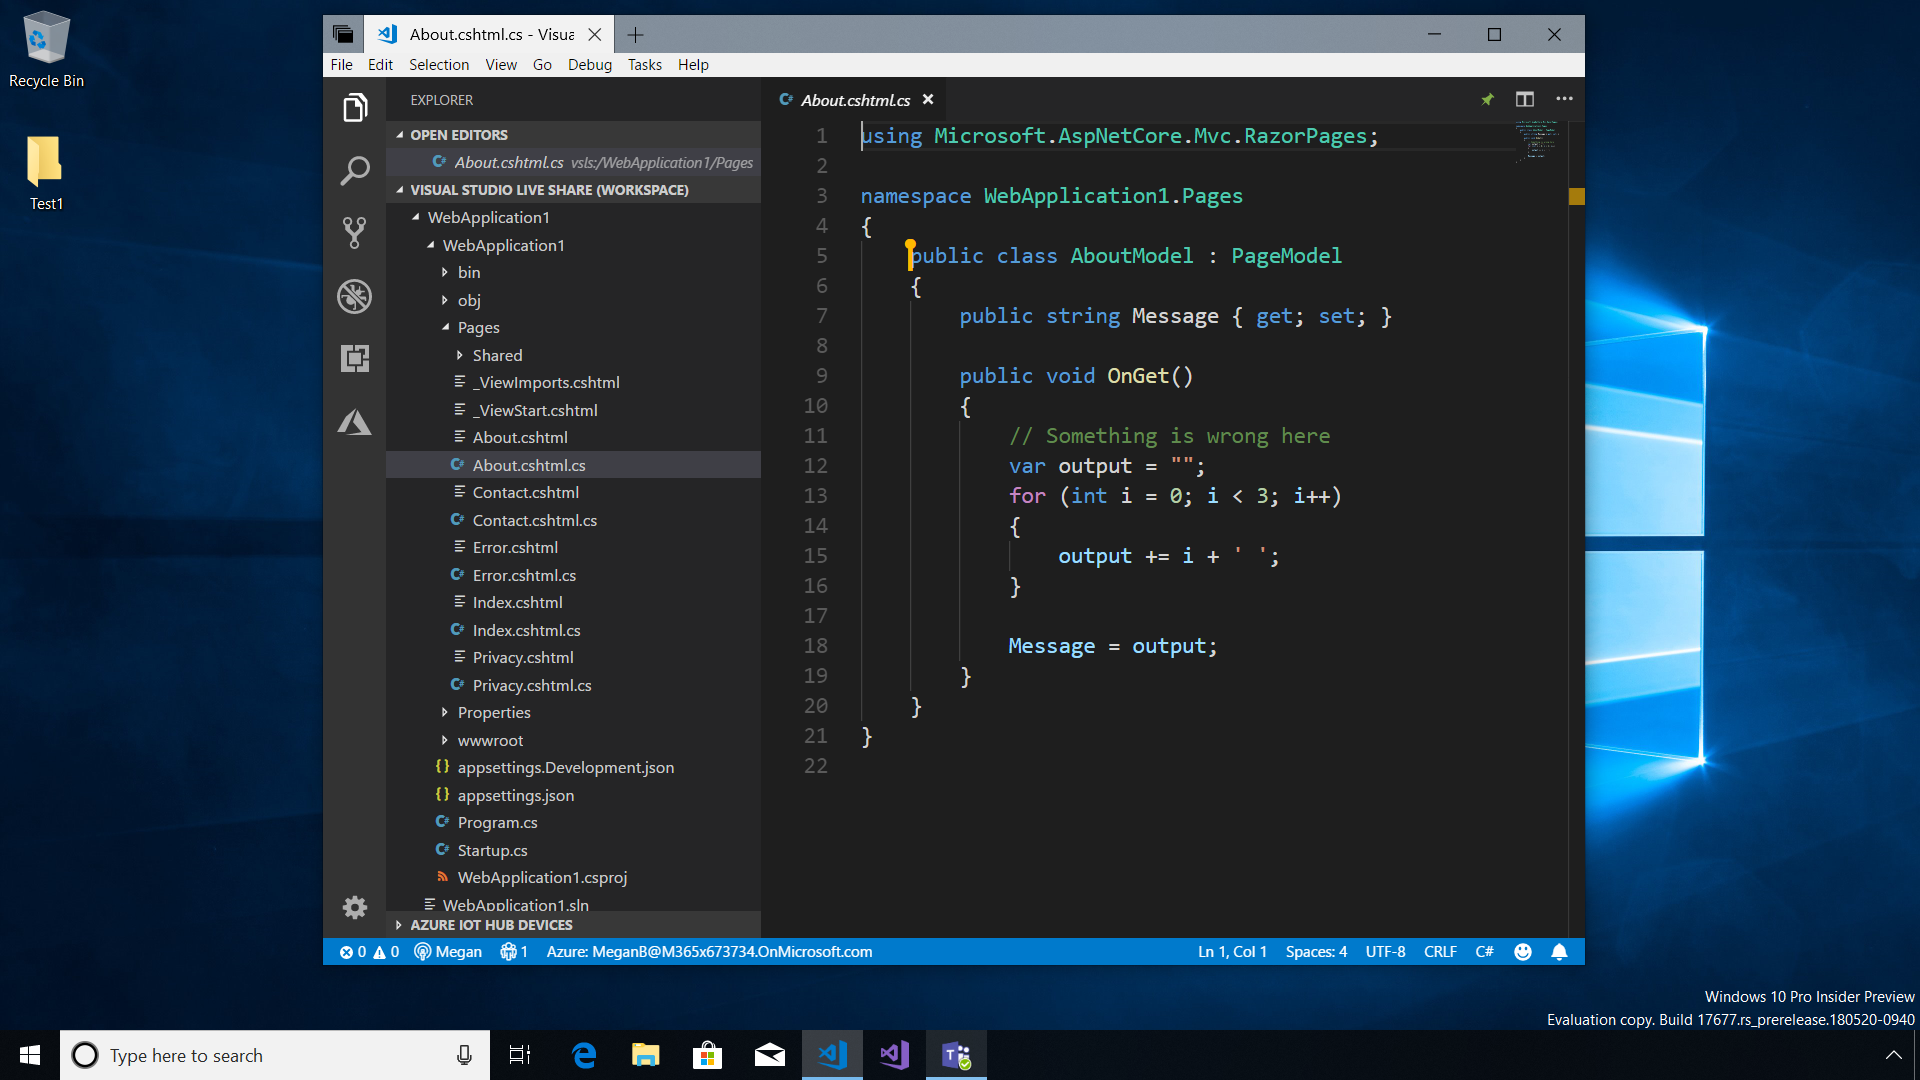 Recycle Bin
Test1
About.cshtml.cs - Visua
File Edit Selection View Go Debug Tasks Help
EXPLORER
OPEN EDITORS
About.cshtml.cs vsls:/WebApplication1/Pages
VISUAL STUDIO LIVE SHARE (WORKSPACE)
WebApplication1
WebApplication1
bin
obj
Pages
Shared
_ViewImports.cshtml
_ViewStart.cshtml
About.cshtml
About.cshtml.cs
Contact.cshtml
Contact.cshtml.cs
Error.cshtml
Error.cshtml.cs
Index.cshtml
Index.cshtml.cs
Privacy.cshtml
Privacy.cshtml.cs
Properties
wwwroot
{} appsettings.Development.json
{} appsettings.json
Program.cs
Startup.cs
WebApplication1.csproj
WebApplication1.sln
AZURE IOT HUB DEVICES
About.cshtml.cs
1 using Microsoft.AspNetCore.Mvc.RazorPages;
2
3 namespace WebApplication1.Pages
4 {
5 public class AboutModel : PageModel
6 {
7 public string Message { get; set; }
8
9 public void OnGet()
10 {
11 // Something is wrong here
12 var output = "";
13 for (int i = 0; i < 3; i++)
14 {
15 output += i + ' ';
16 }
17
18 Message = output;
19 }
20 }
21 }
22
0 0 Megan 1 Azure: MeganB@M365x673734.OnMicrosoft.com Ln 1, Col 1 Spaces: 4 UTF-8 CRLF C#
Windows 10 Pro Insider Preview
Evaluation copy. Build 17677.rs_prerelease.180520-0940
Type here to search